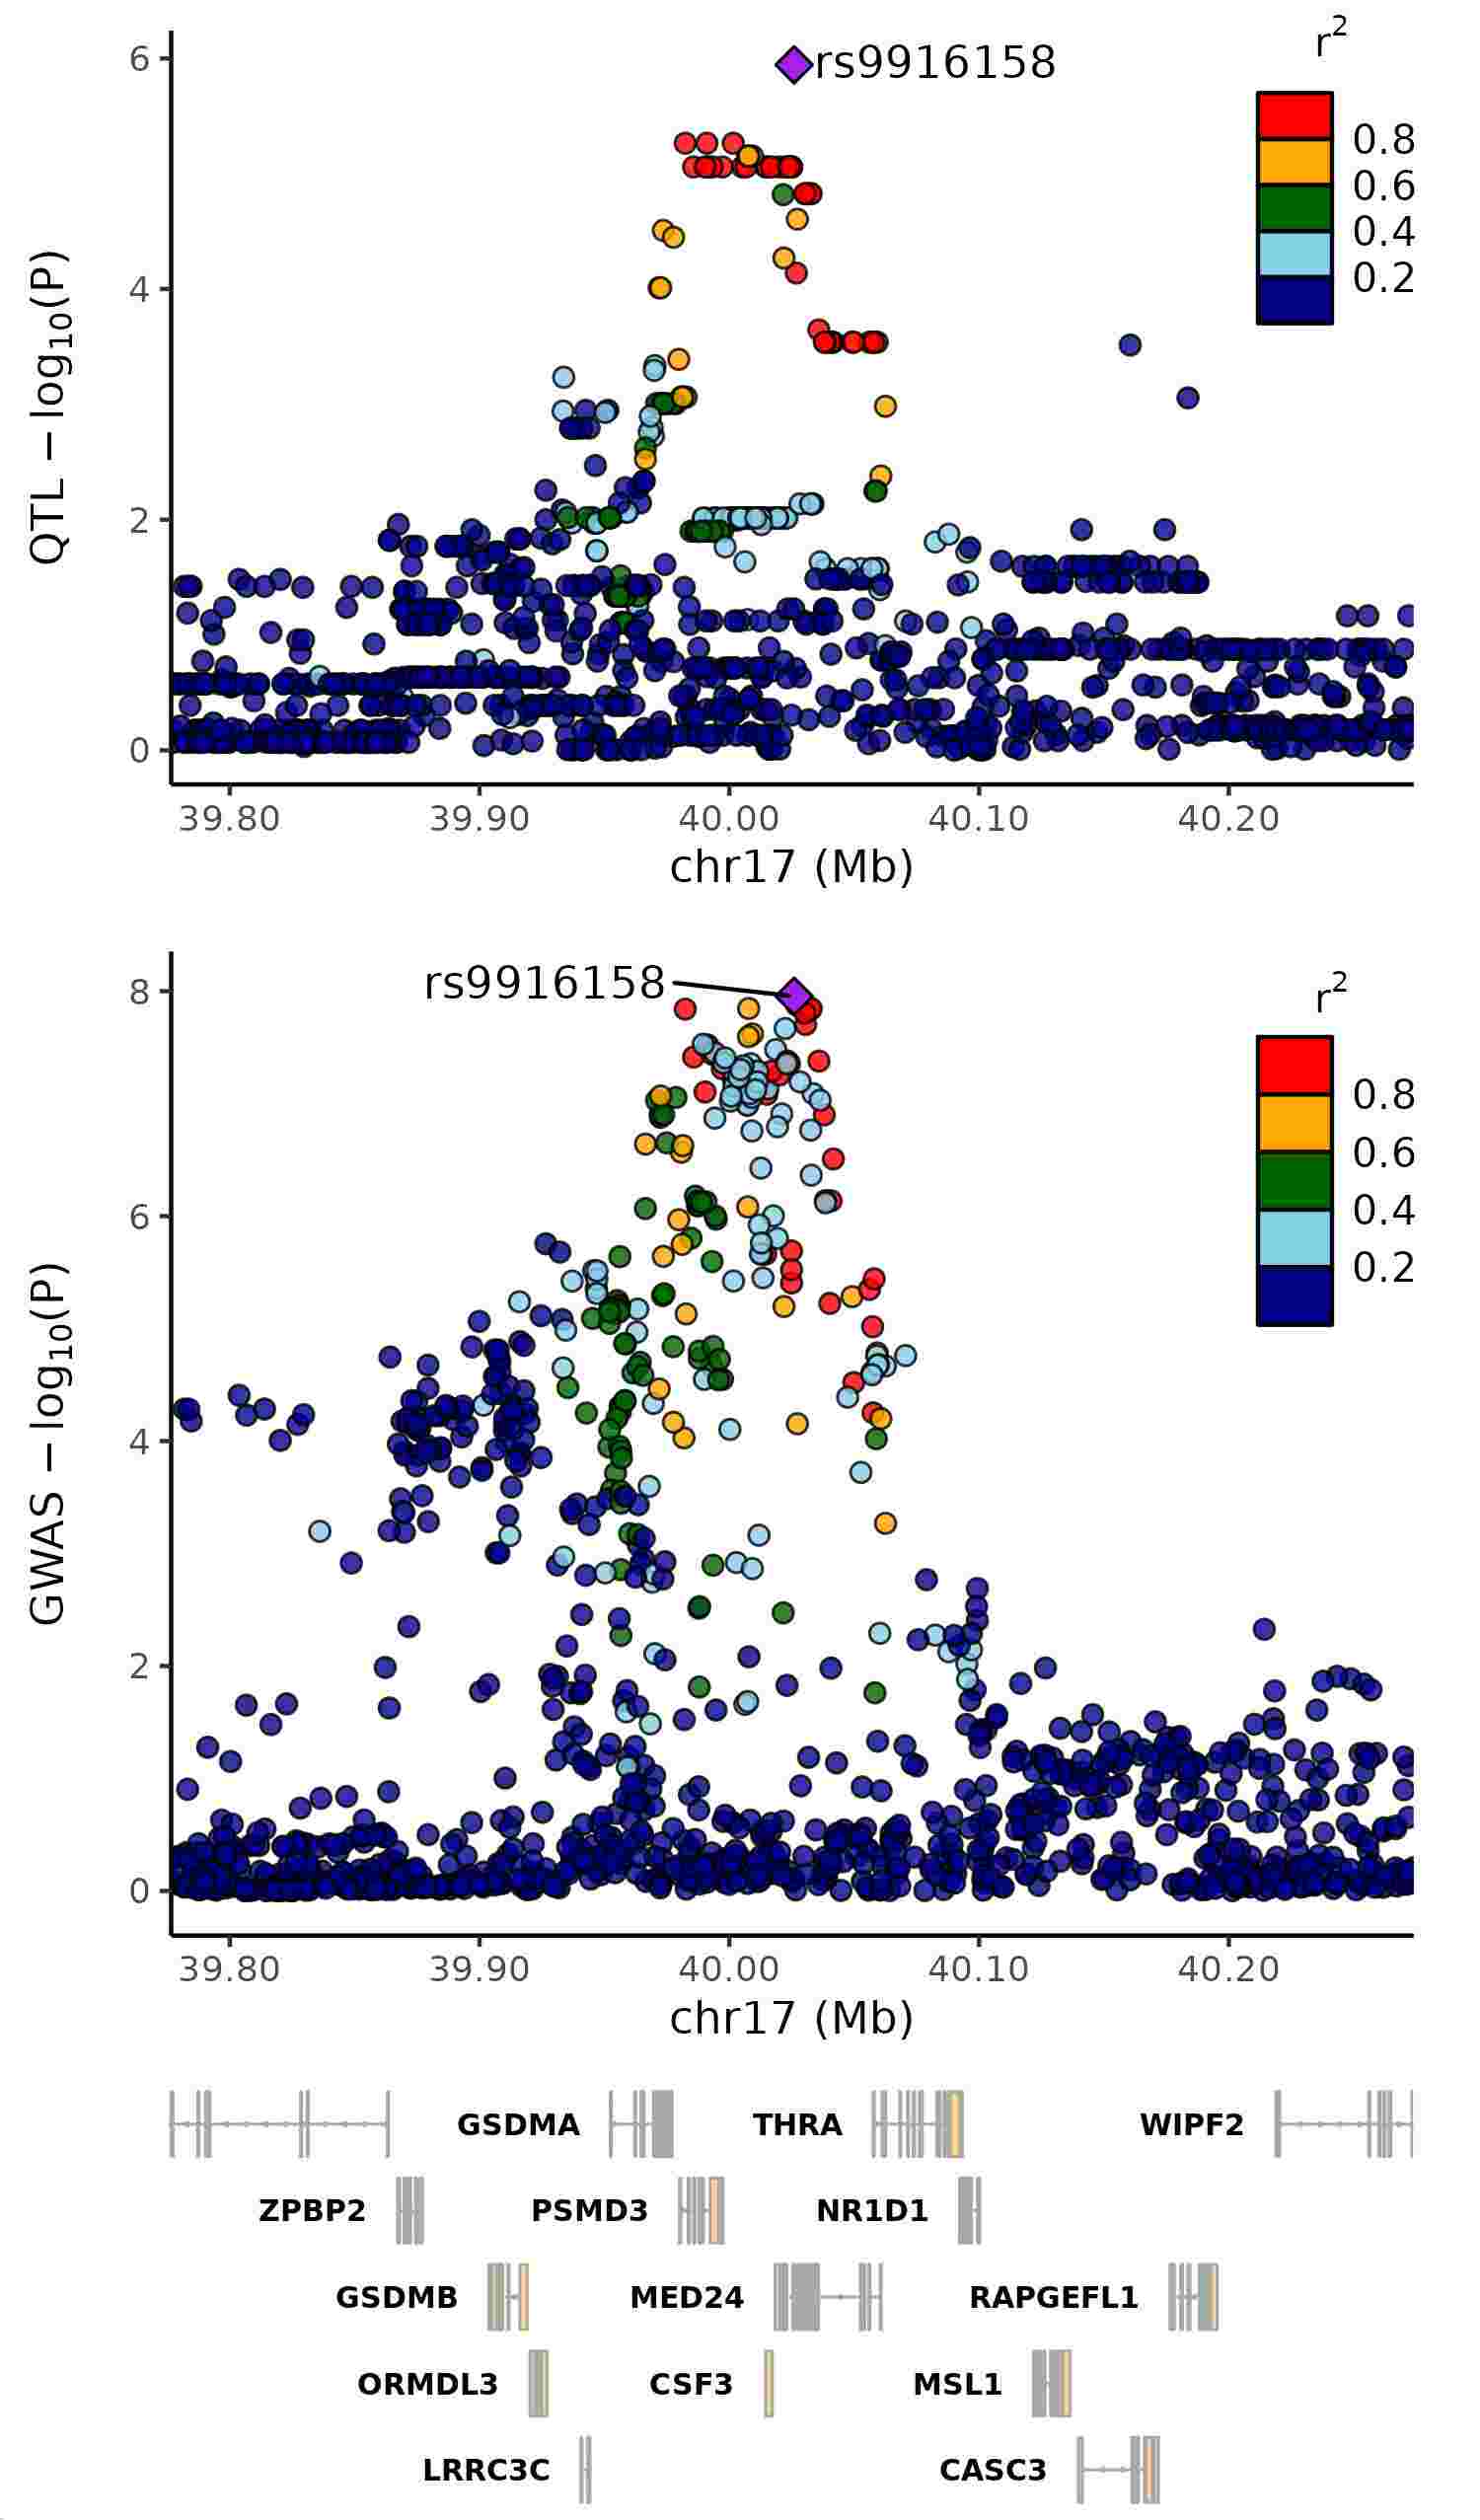 r²
6
rs9916158
0.8
0.6
0.4
0.2
4
2
0
QTL −log₁₀(P)
39.80 39.90 40.00 40.10 40.20
chr17 (Mb)
r²
8
rs9916158
0.8
0.6
0.4
0.2
6
4
2
0
GWAS −log₁₀(P)
39.80 39.90 40.00 40.10 40.20
chr17 (Mb)
GSDMA THRA WIPF2
ZPBP2 PSMD3 NR1D1
GSDMB MED24 RAPGEFL1
ORMDL3 CSF3 MSL1
LRRC3C CASC3